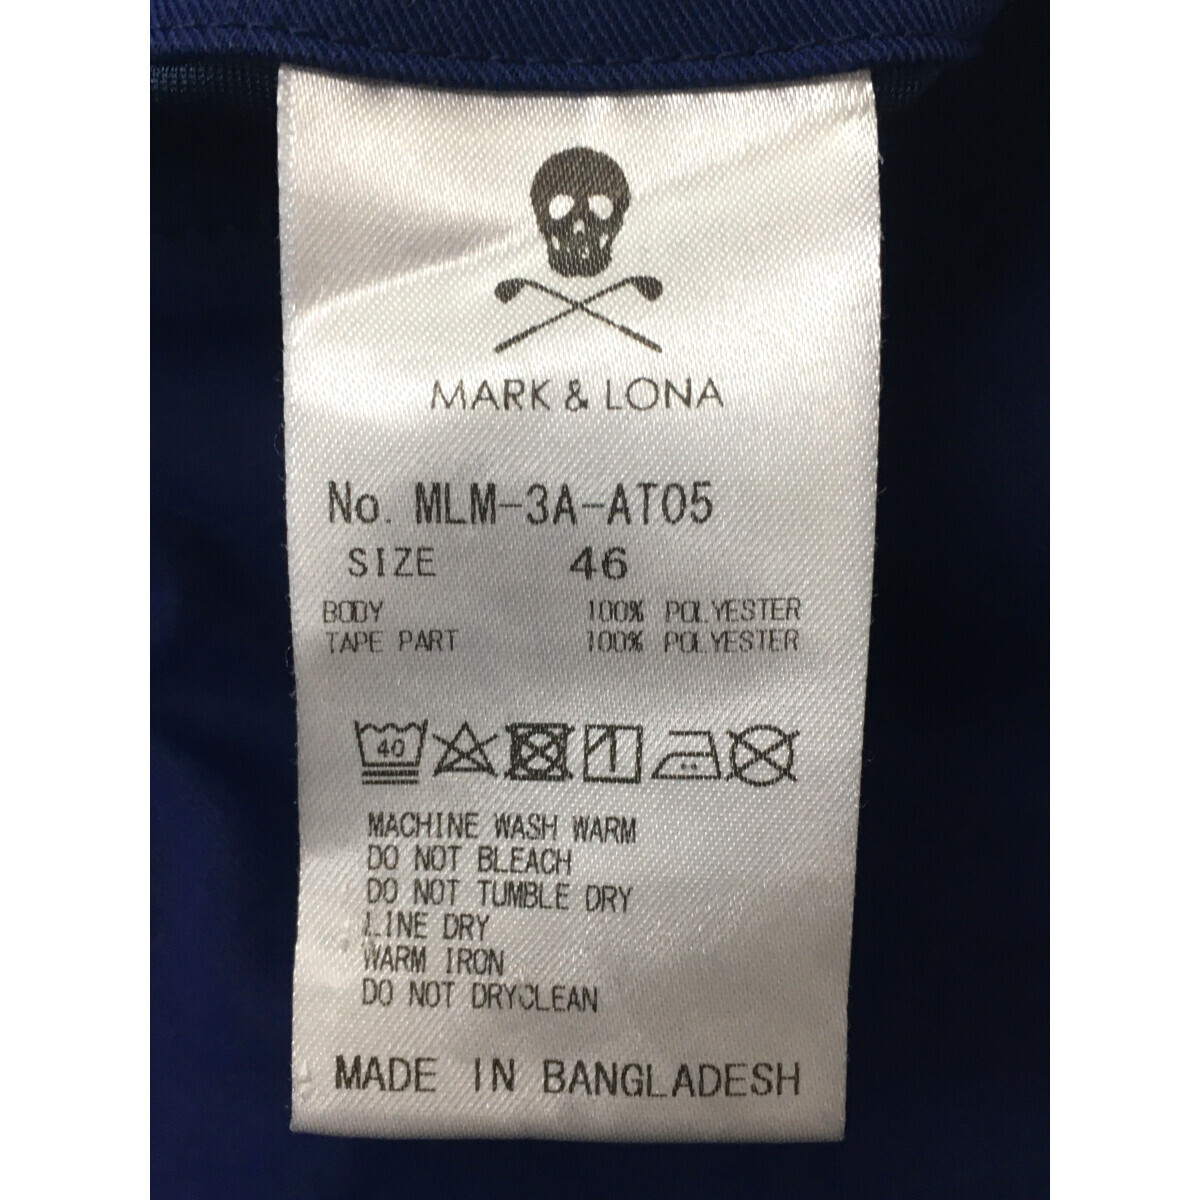 MARK & LONA
No. MLM-3A-AT05
SIZE 46
BODY 100% POLYESTER
TAPE PART 100% POLYESTER
40
MACHINE WASH WARM
DO NOT BLEACH
DO NOT TUMBLE DRY
LINE DRY
WARM IRON
DO NOT DRYCLEAN
MADE IN BANGLADESH